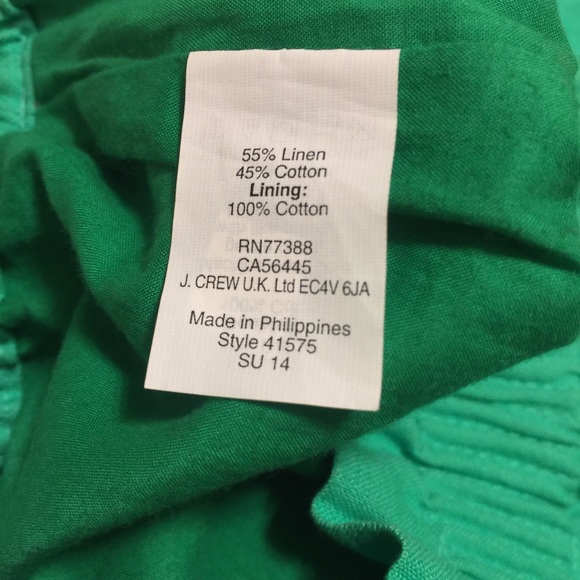 55% Linen
45% Cotton
Lining:
100% Cotton
RN77388
CA56445
J. CREW U.K. Ltd EC4V 6JA
Made in Philippines
Style 41575
SU 14